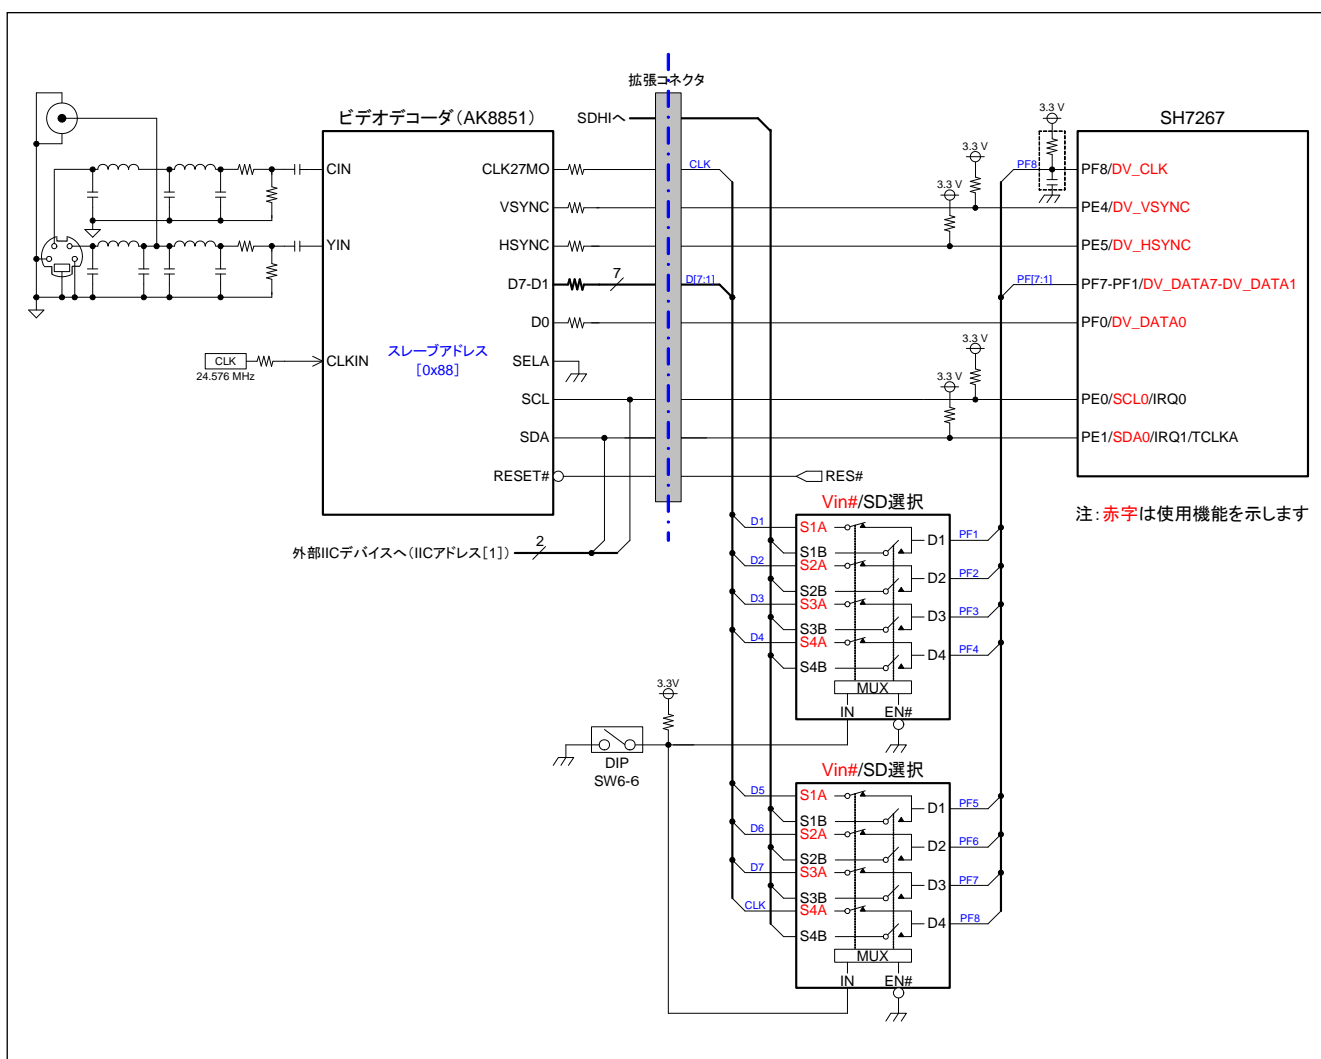 拡張コネクタ
ビデオデコーダ(AK8851)
SDHIへ
3.3 V
SH7267
CIN
CLK27MO
CLK
3.3 V
PF8
PF8/DV_CLK
3.3 V
VSYNC
PE4/DV_VSYNC
YIN
HSYNC
PE5/DV_HSYNC
D7-D1
7
D[7:1]
PF[7:1]
PF7-PF1/DV_DATA7-DV_DATA1
D0
PF0/DV_DATA0
CLK
24.576 MHz
CLKIN
スレーブアドレス
[0x88]
SELA
3.3 V
3.3 V
SCL
PE0/SCL0/IRQ0
SDA
PE1/SDA0/IRQ1/TCLKA
RESET#
RES#
Vin#/SD選択
注:赤字は使用機能を示します
外部IICデバイスへ(IICアドレス[1])
2
D1
S1A
D1
PF1
S1B
D2
S2A
D2
PF2
S2B
D3
S3A
D3
PF3
S3B
D4
S4A
D4
PF4
S4B
MUX
IN
EN#
3.3V
DIP
SW6-6
Vin#/SD選択
D5
S1A
D1
PF5
S1B
D6
S2A
D2
PF6
S2B
D7
S3A
D3
PF7
S3B
CLK
S4A
D4
PF8
S4B
MUX
IN
EN#